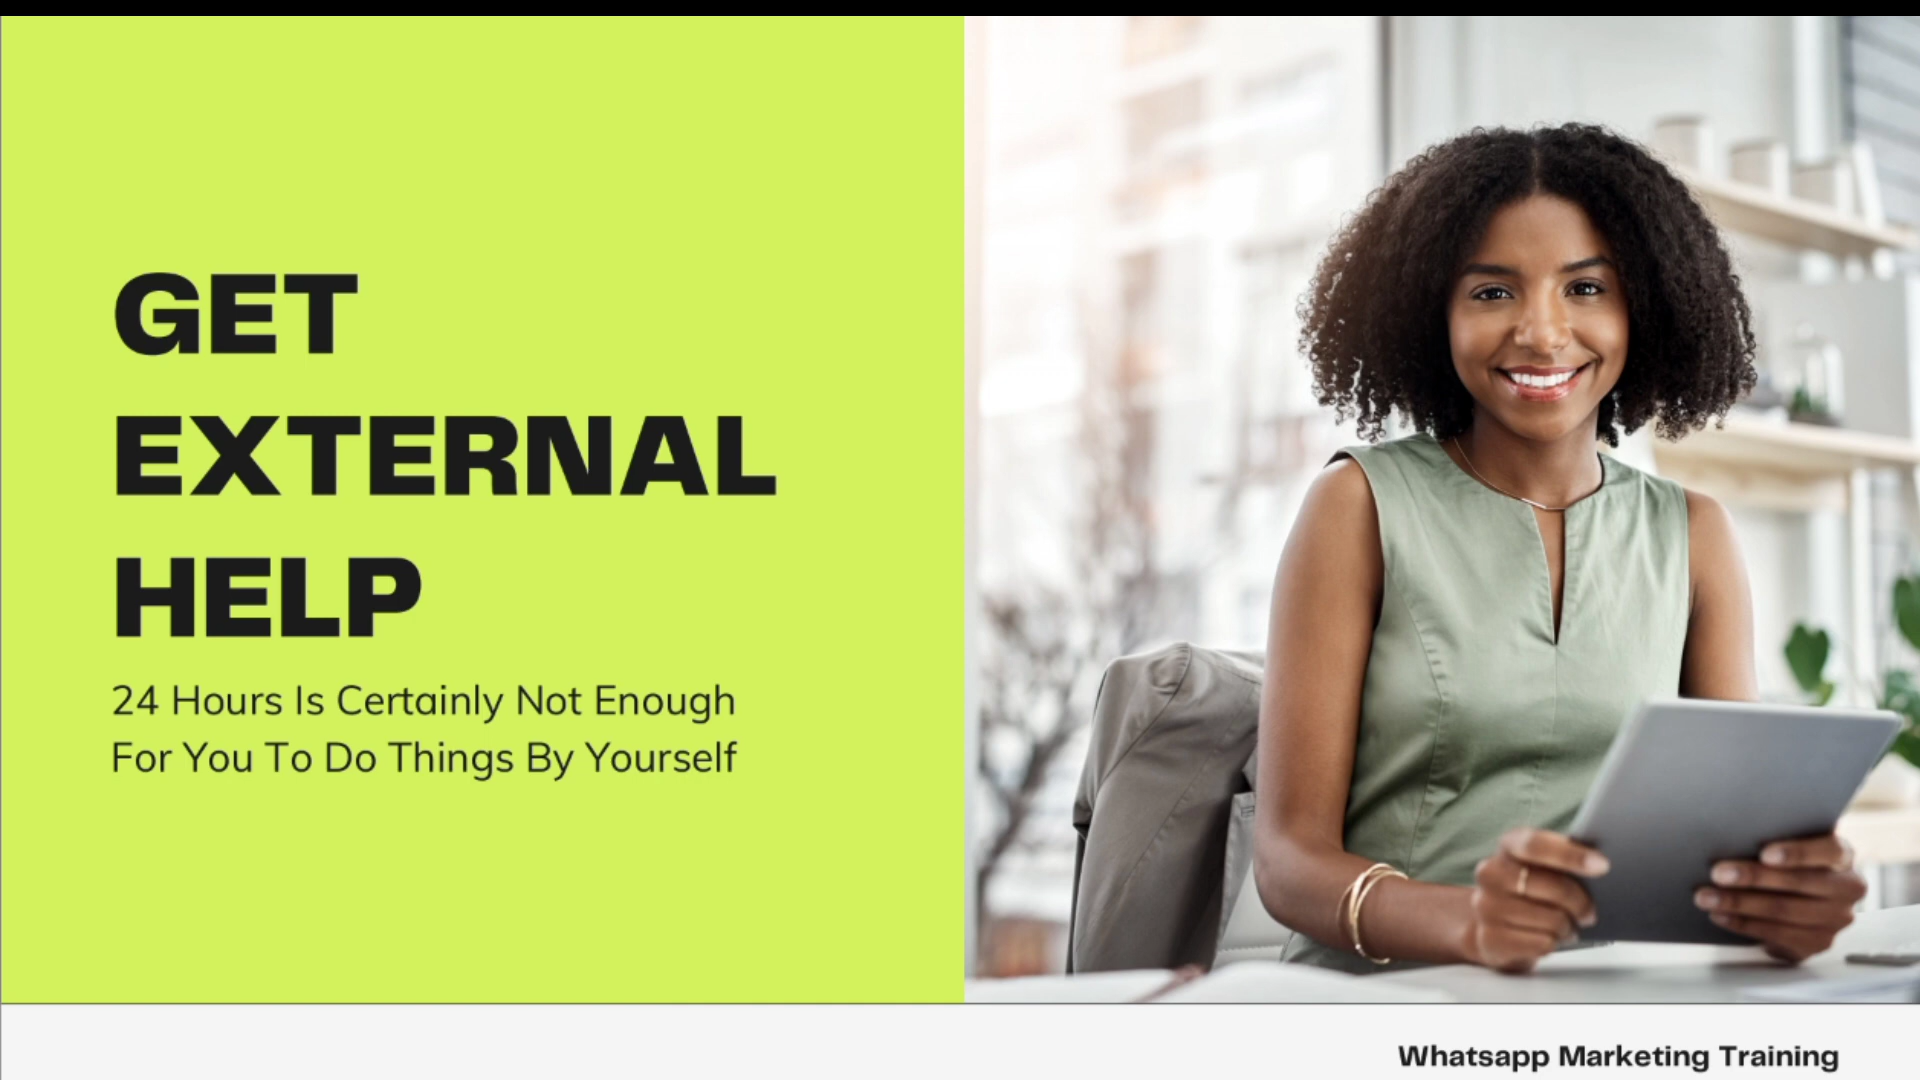 GET
EXTERNAL
HELP
24 Hours Is Certainly Not Enough
For You To Do Things By Yourself
Whatsapp Marketing Training